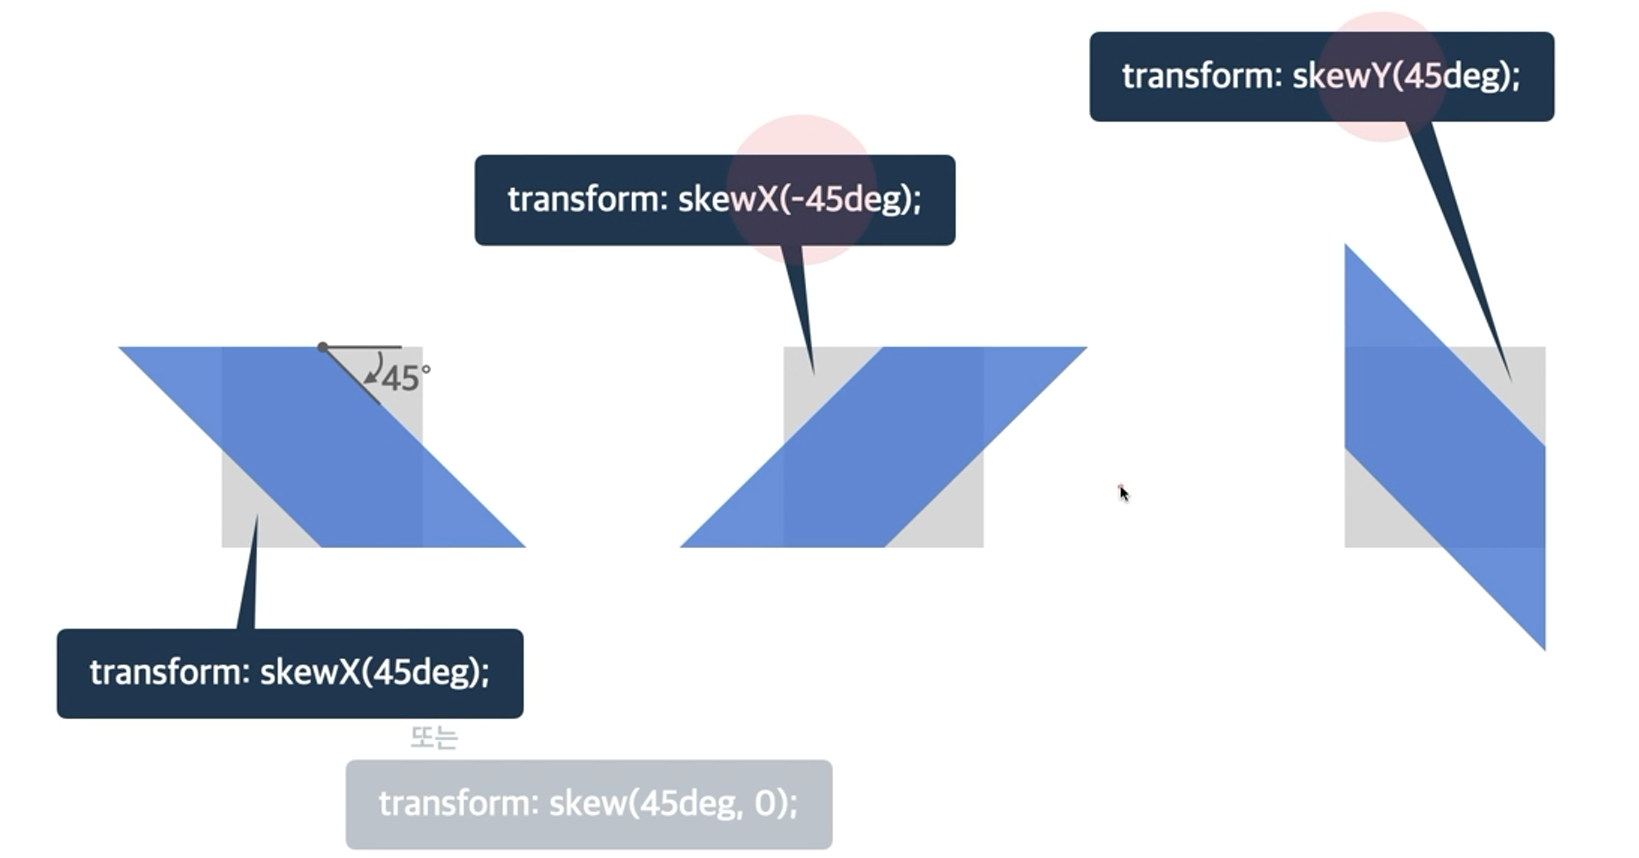 transform: skewY(45deg);
transform: skewX(-45deg);
45°
transform: skewX(45deg);
또는
transform: skew(45deg, 0);